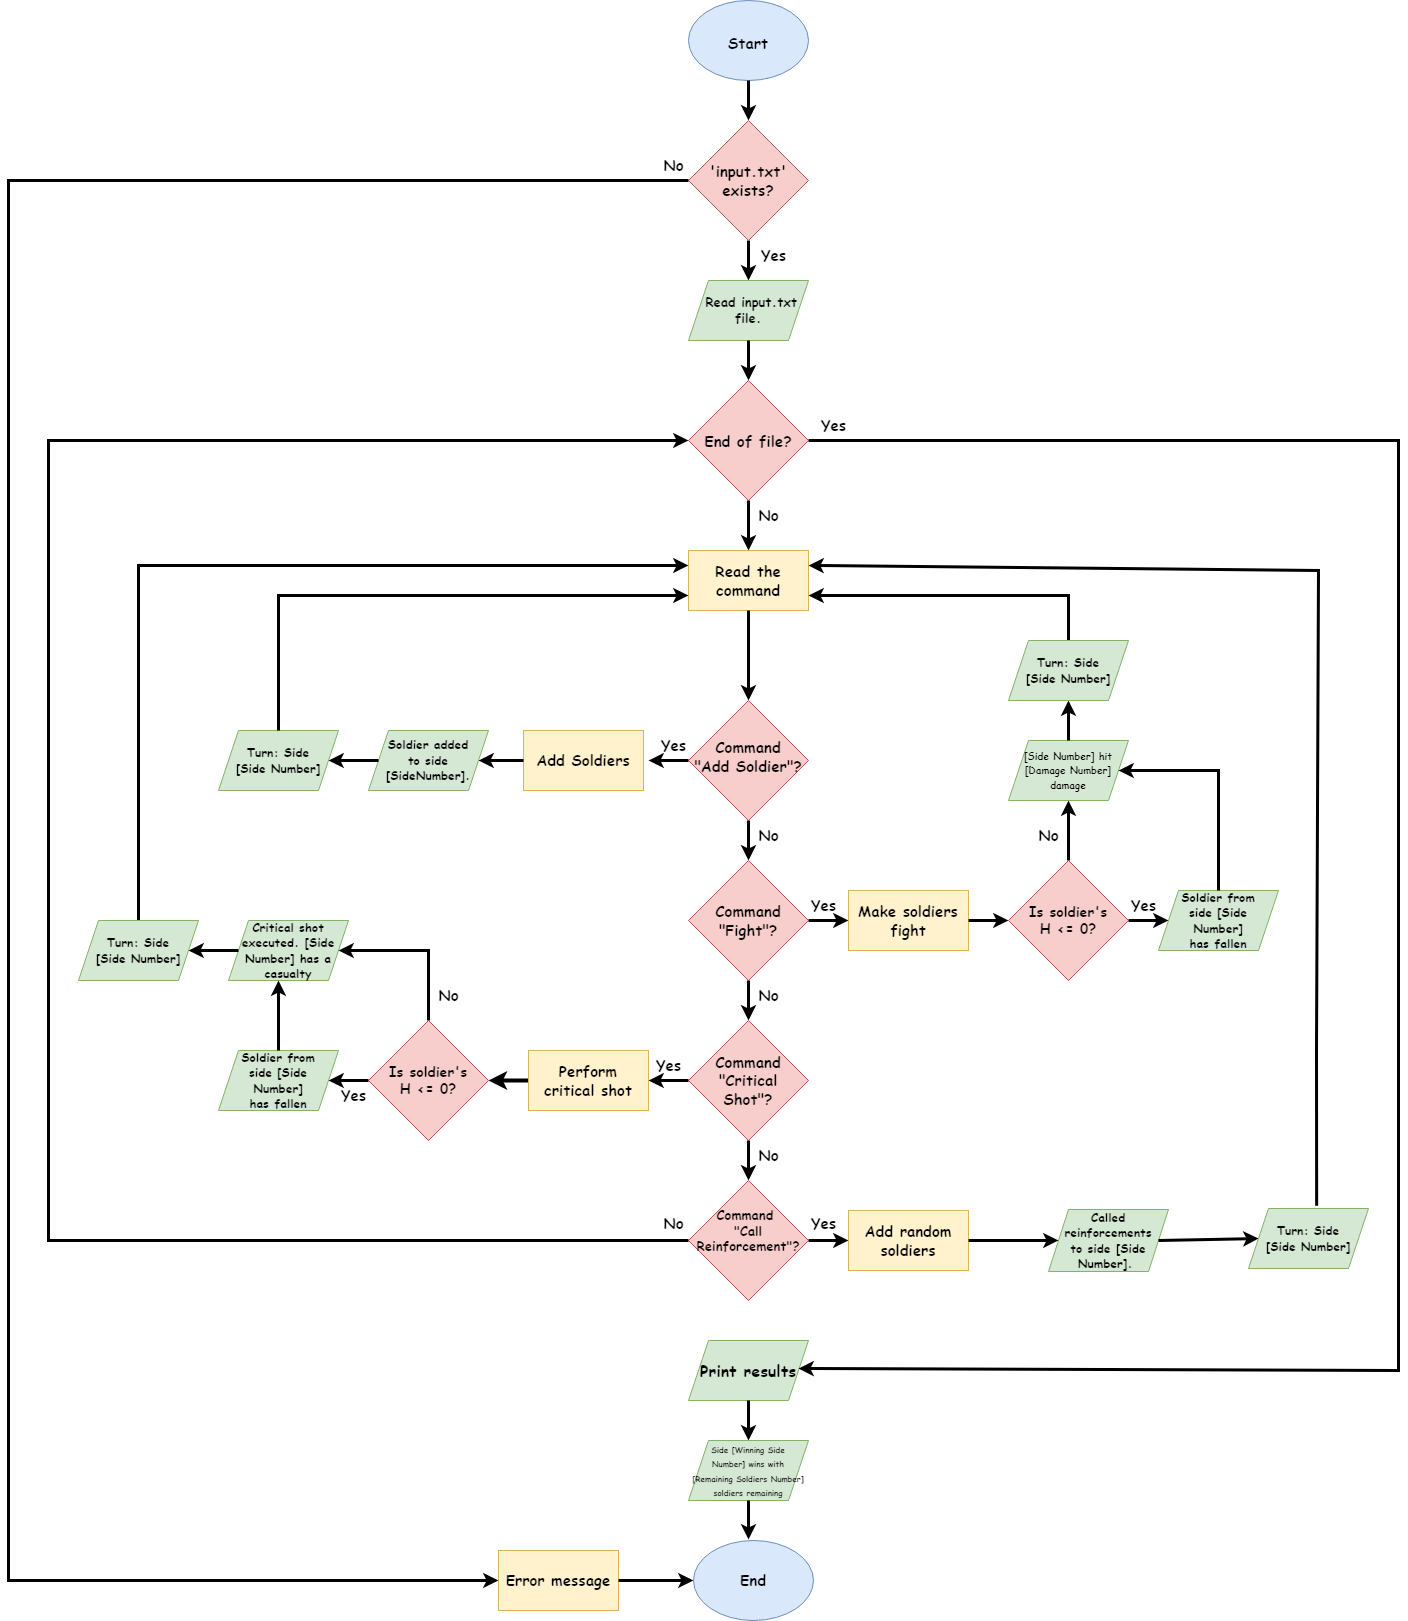 Start
No
'input.txt'
exists?
Yes
Read input.txt
file.
End of file?
Yes
No
Read the
command
Turn: Side
[Side Number]
Turn: Side
[Side Number]
Soldier added
to side
[SideNumber].
Add Soldiers
Yes
Command
"Add Soldier"?
[Side Number] hit
[Damage Number]
damage
No
No
Command
"Fight"?
Yes
Make soldiers
fight
Is soldier's
H <= 0?
Yes
Soldier from
side [Side
Number]
has fallen
Turn: Side
[Side Number]
Critical shot
executed. [Side
Number] has a
casualty
No
No
Soldier from
side [Side
Number]
has fallen
Yes
Is soldier's
H <= 0?
Perform
critical shot
Yes
Command
"Critical
Shot"?
No
No
Command
"Call
Reinforcement"?
Yes
Add random
soldiers
Called
reinforcements
to side [Side
Number].
Turn: Side
[Side Number]
Print results
Side [Winning Side
Number] wins with
[Remaining Soldiers Number]
soldiers remaining
Error message
End